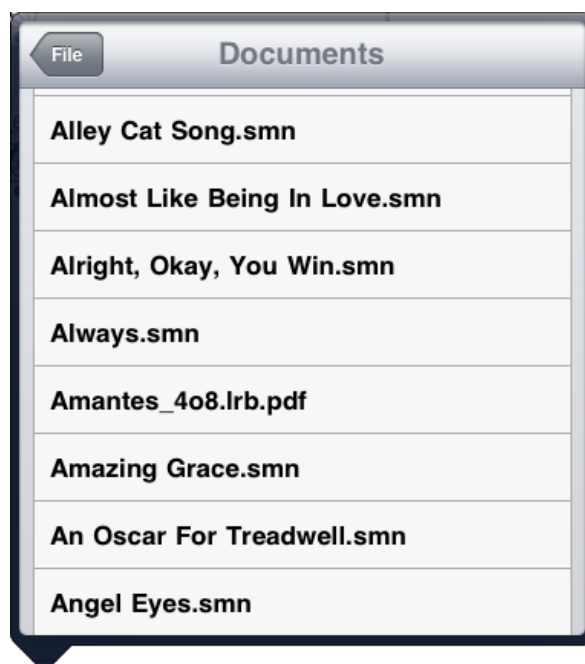 File
Documents
Alley Cat Song.smn
Almost Like Being In Love.smn
Alright, Okay, You Win.smn
Always.smn
Amantes_4o8.lrb.pdf
Amazing Grace.smn
An Oscar For Treadwell.smn
Angel Eyes.smn